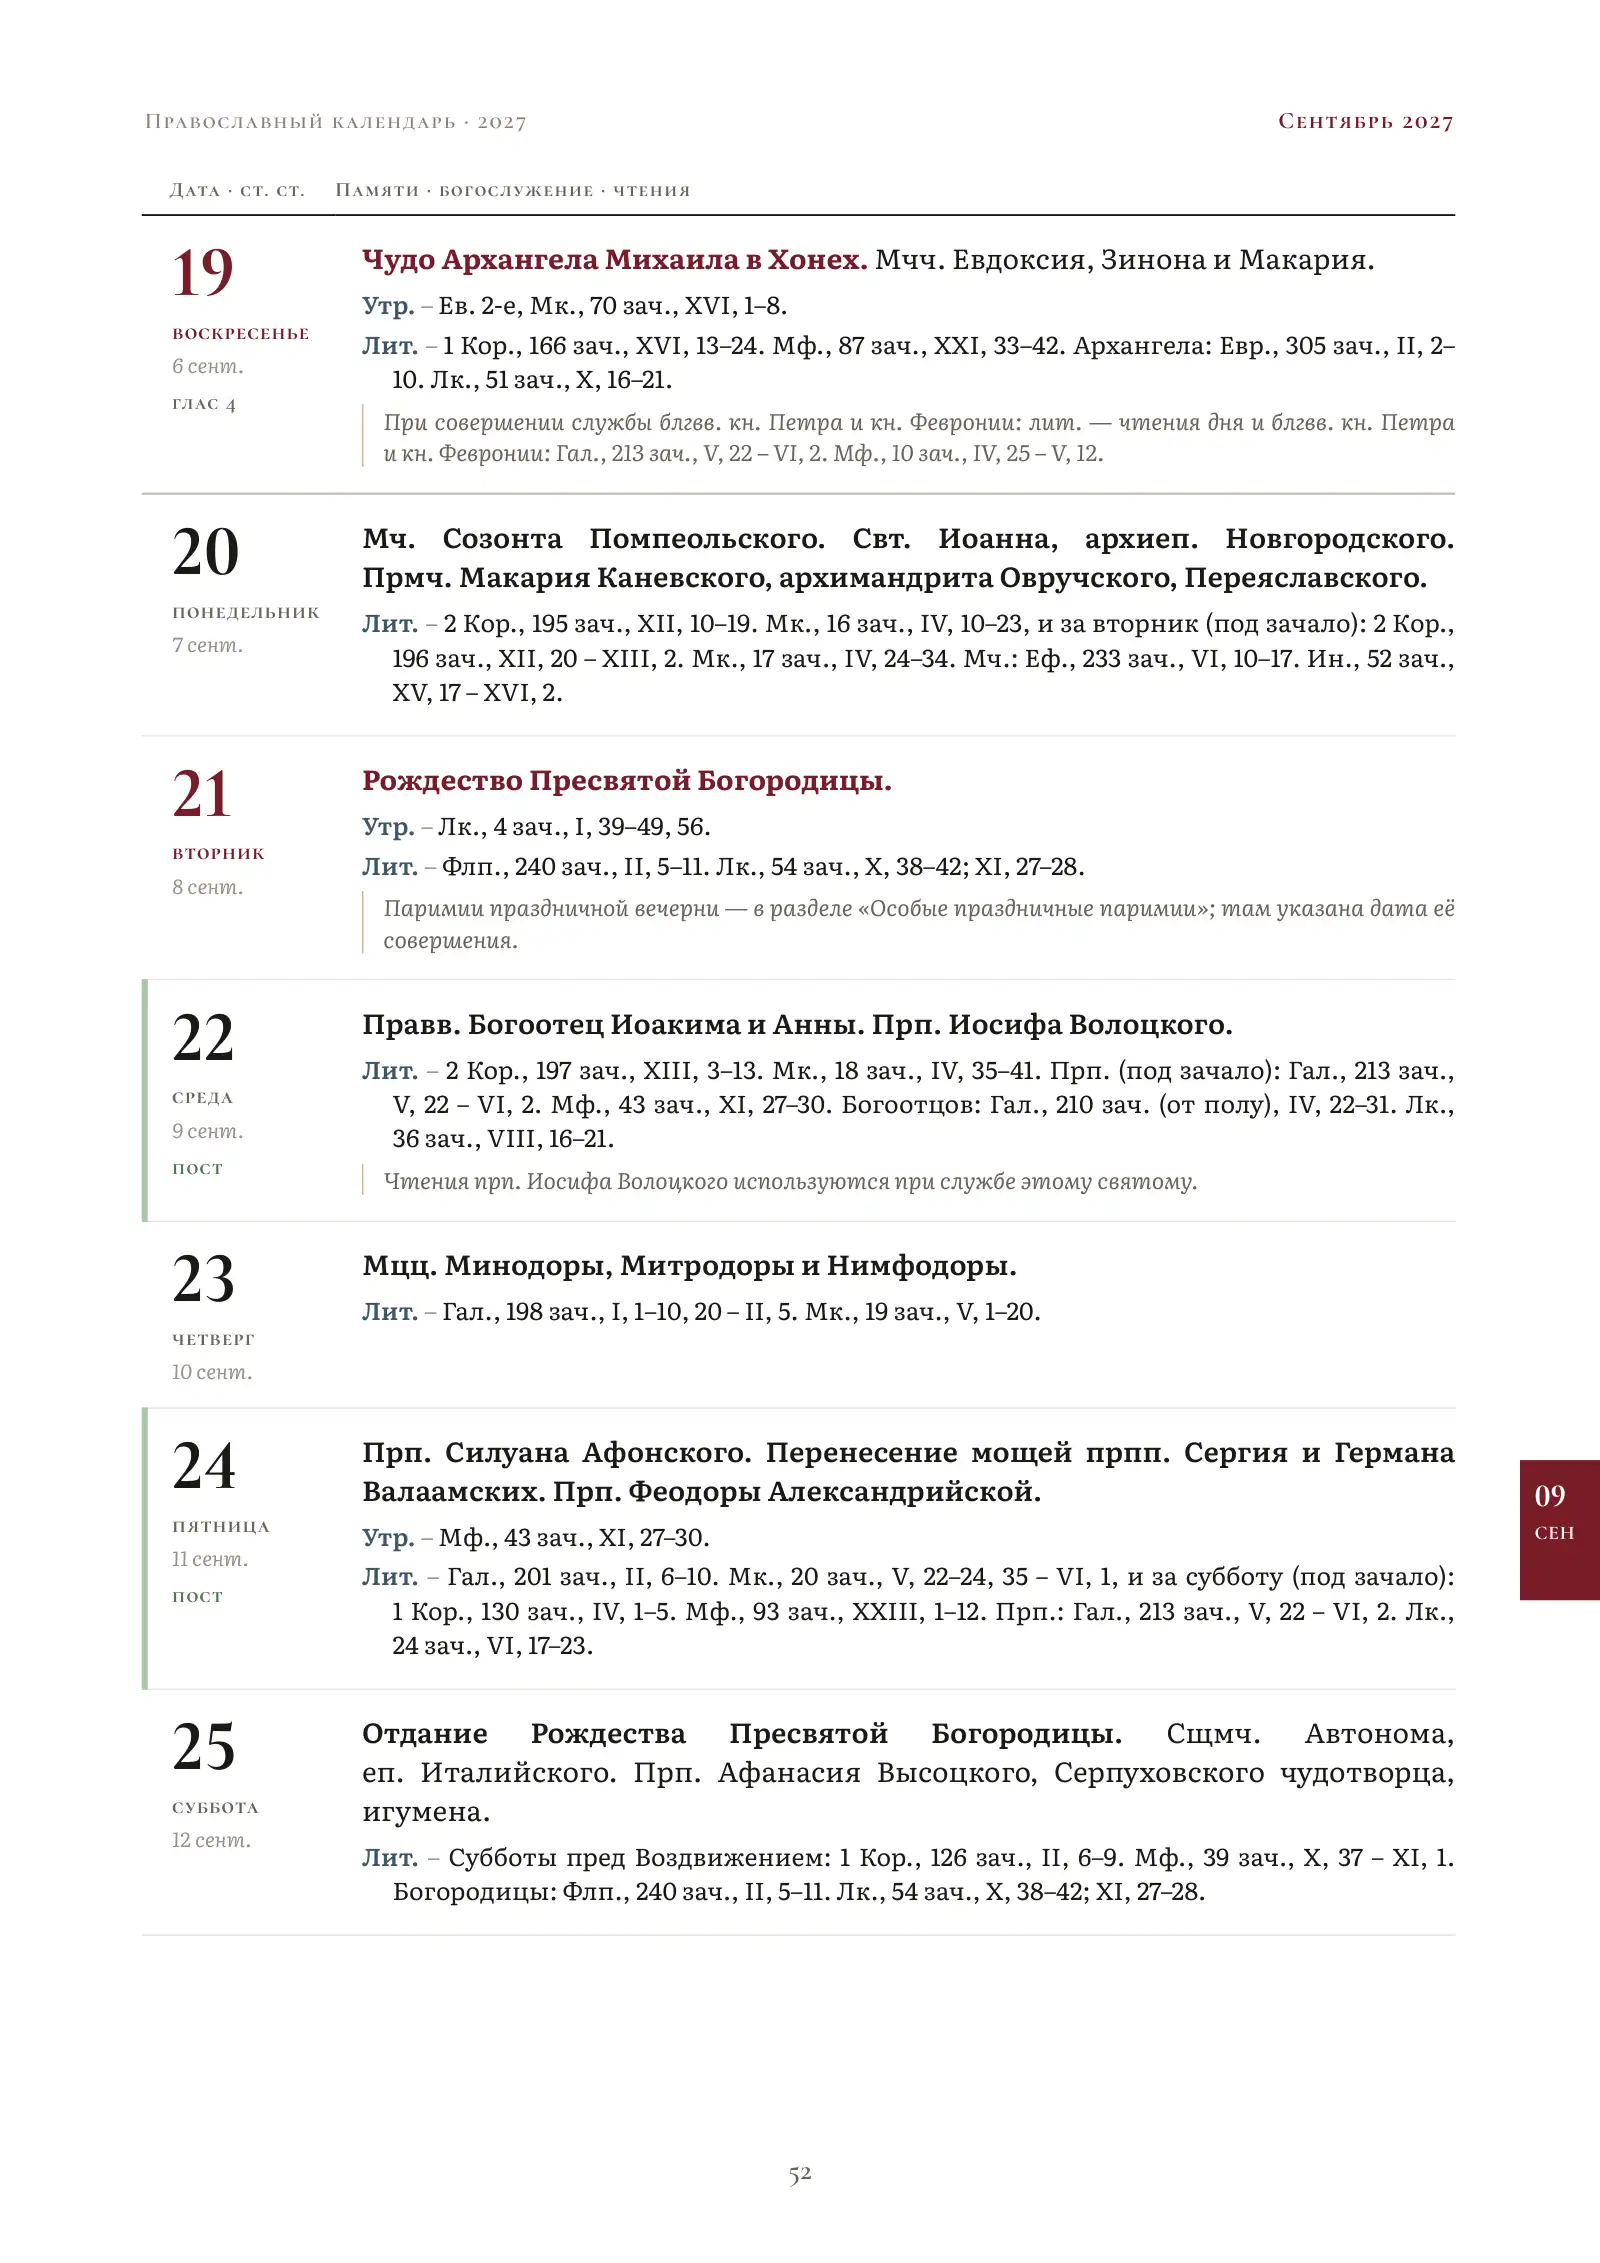 Православный календарь · 2027
Сентябрь 2027
Дата · ст. ст. Памяти · богослужение · чтения
19
воскресенье
6 сент.
глас 4
Чудо Архангела Михаила в Хонех. Мчч. Евдоксия, Зинона и Макария.
Утр. – Ев. 2-е, Мк., 70 зач., XVI, 1–8.
Лит. – 1 Кор., 166 зач., XVI, 13–24. Мф., 87 зач., XXI, 33–42. Архангела: Евр., 305 зач., II, 2–
10. Лк., 51 зач., X, 16–21.
При совершении службы блгвв. кн. Петра и кн. Февронии: лит. — чтения дня и блгвв. кн. Петра
и кн. Февронии: Гал., 213 зач., V, 22 – VI, 2. Мф., 10 зач., IV, 25 – V, 12.
20
понедельник
7 сент.
Мч. Созонта Помпеольского. Свт. Иоанна, архиеп. Новгородского.
Прмч. Макария Каневского, архимандрита Овручского, Переяславского.
Лит. – 2 Кор., 195 зач., XII, 10–19. Мк., 16 зач., IV, 10–23, и за вторник (под зачало): 2 Кор.,
196 зач., XII, 20 – XIII, 2. Мк., 17 зач., IV, 24–34. Мч.: Еф., 233 зач., VI, 10–17. Ин., 52 зач.,
XV, 17 – XVI, 2.
21
вторник
8 сент.
Рождество Пресвятой Богородицы.
Утр. – Лк., 4 зач., I, 39–49, 56.
Лит. – Флп., 240 зач., II, 5–11. Лк., 54 зач., X, 38–42; XI, 27–28.
Паримии праздничной вечерни — в разделе «Особые праздничные паримии»; там указана дата её
совершения.
22
среда
9 сент.
пост
Правв. Богоотец Иоакима и Анны. Прп. Иосифа Волоцкого.
Лит. – 2 Кор., 197 зач., XIII, 3–13. Мк., 18 зач., IV, 35–41. Прп. (под зачало): Гал., 213 зач.,
V, 22 – VI, 2. Мф., 43 зач., XI, 27–30. Богоотцов: Гал., 210 зач. (от полу), IV, 22–31. Лк.,
36 зач., VIII, 16–21.
Чтения прп. Иосифа Волоцкого используются при службе этому святому.
23
четверг
10 сент.
Мцц. Минодоры, Митродоры и Нимфодоры.
Лит. – Гал., 198 зач., I, 1–10, 20 – II, 5. Мк., 19 зач., V, 1–20.
24
пятница
11 сент.
пост
Прп. Силуана Афонского. Перенесение мощей прпп. Сергия и Германа
Валаамских. Прп. Феодоры Александрийской.
Утр. – Мф., 43 зач., XI, 27–30.
Лит. – Гал., 201 зач., II, 6–10. Мк., 20 зач., V, 22–24, 35 – VI, 1, и за субботу (под зачало):
1 Кор., 130 зач., IV, 1–5. Мф., 93 зач., XXIII, 1–12. Прп.: Гал., 213 зач., V, 22 – VI, 2. Лк.,
24 зач., VI, 17–23.
09
СЕН
25
суббота
12 сент.
Отдание Рождества Пресвятой Богородицы. Сщмч. Автонома,
еп. Италийского. Прп. Афанасия Высоцкого, Серпуховского чудотворца,
игумена.
Лит. – Субботы пред Воздвижением: 1 Кор., 126 зач., II, 6–9. Мф., 39 зач., X, 37 – XI, 1.
Богородицы: Флп., 240 зач., II, 5–11. Лк., 54 зач., X, 38–42; XI, 27–28.
52